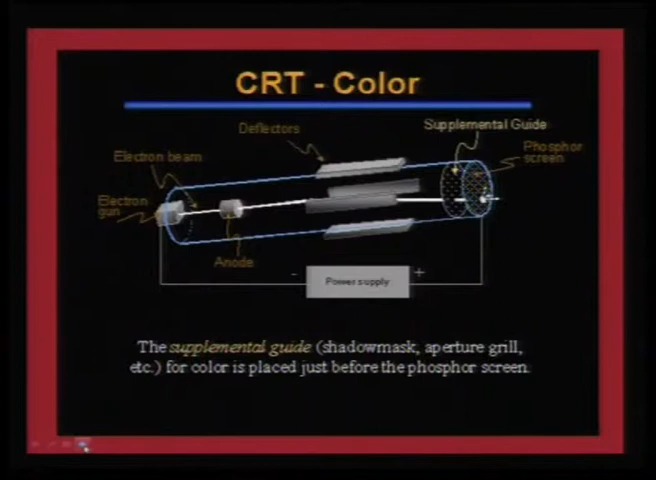 CRT - Color
Deflectors
Supplemental Guide
Phosphor
screen
Electron beam
Electron
gun
Anode
- Power supply +
The supplemental guide (shadowmask, aperture grill,
etc.) for color is placed just before the phosphor screen.